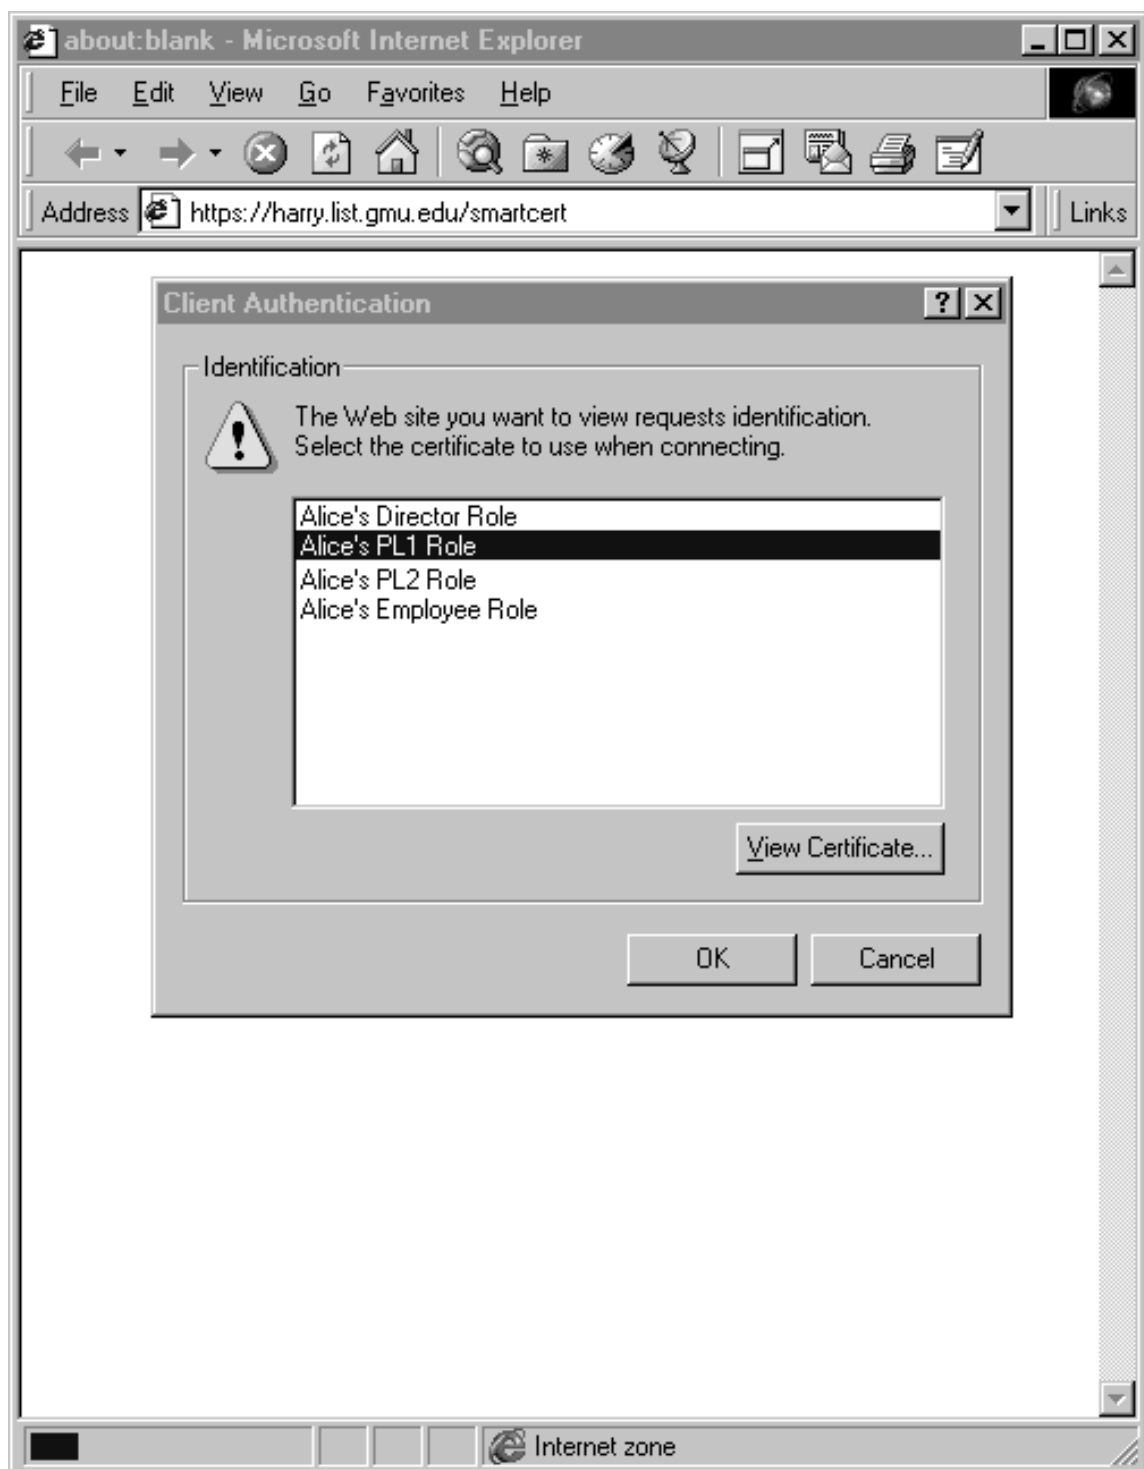 about:blank - Microsoft Internet Explorer
File Edit View Go Favorites Help
Address https://harry.list.gmu.edu/smartcert Links
Client Authentication
Identification
The Web site you want to view requests identification.
Select the certificate to use when connecting.
Alice's Director Role
Alice's PL1 Role
Alice's PL2 Role
Alice's Employee Role
View Certificate...
OK Cancel
Internet zone